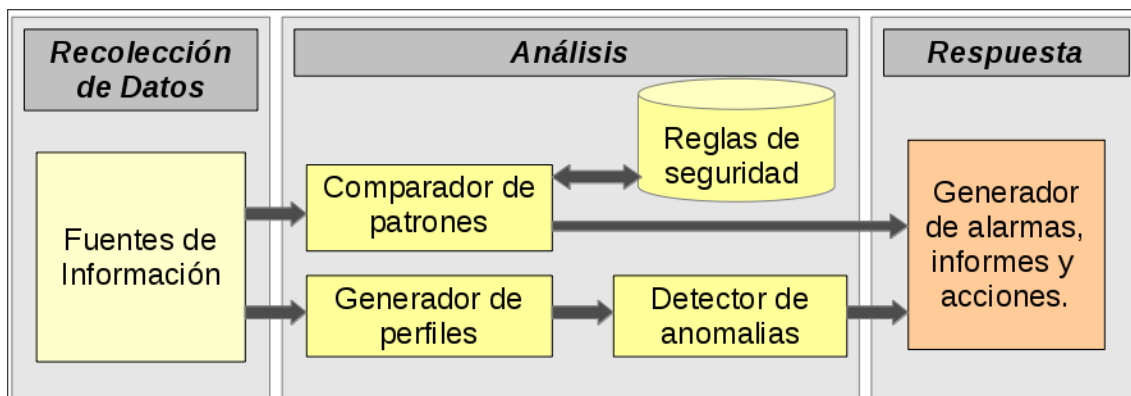 Recolección
de Datos
Análisis
Respuesta
Fuentes de
Información
Comparador de
patrones
Reglas de
seguridad
Generador de
perfiles
Detector de
anomalias
Generador
de alarmas,
informes y
acciones.